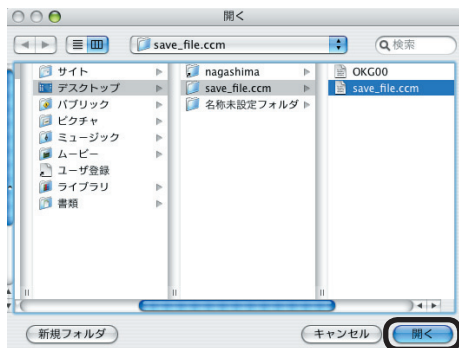 開く
save_file.ccm
検索
サイト
デスクトップ
パブリック
ピクチャ
ミュージック
ムービー
ユーザ登録
ライブラリ
書類
nagashima
save_file.ccm
名称未設定フォルダ
OKG00
save_file.ccm
新規フォルダ
キャンセル
開く